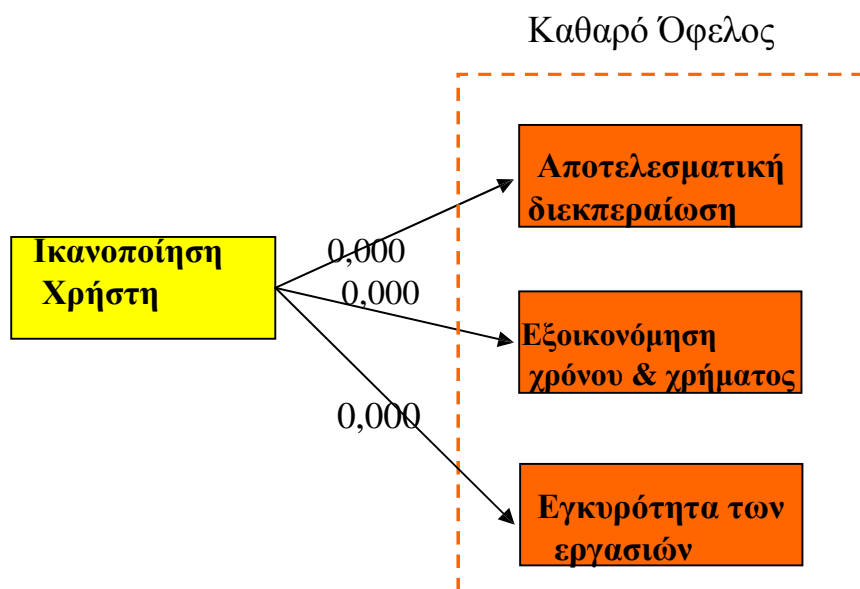 Καθαρό Όφελος
Αποτελεσματική
διεκπεραίωση
Ικανοποίηση
Χρήστη
0,000
0,000
Εξοικονόμηση
χρόνου & χρήματος
0,000
Εγκυρότητα των
εργασιών